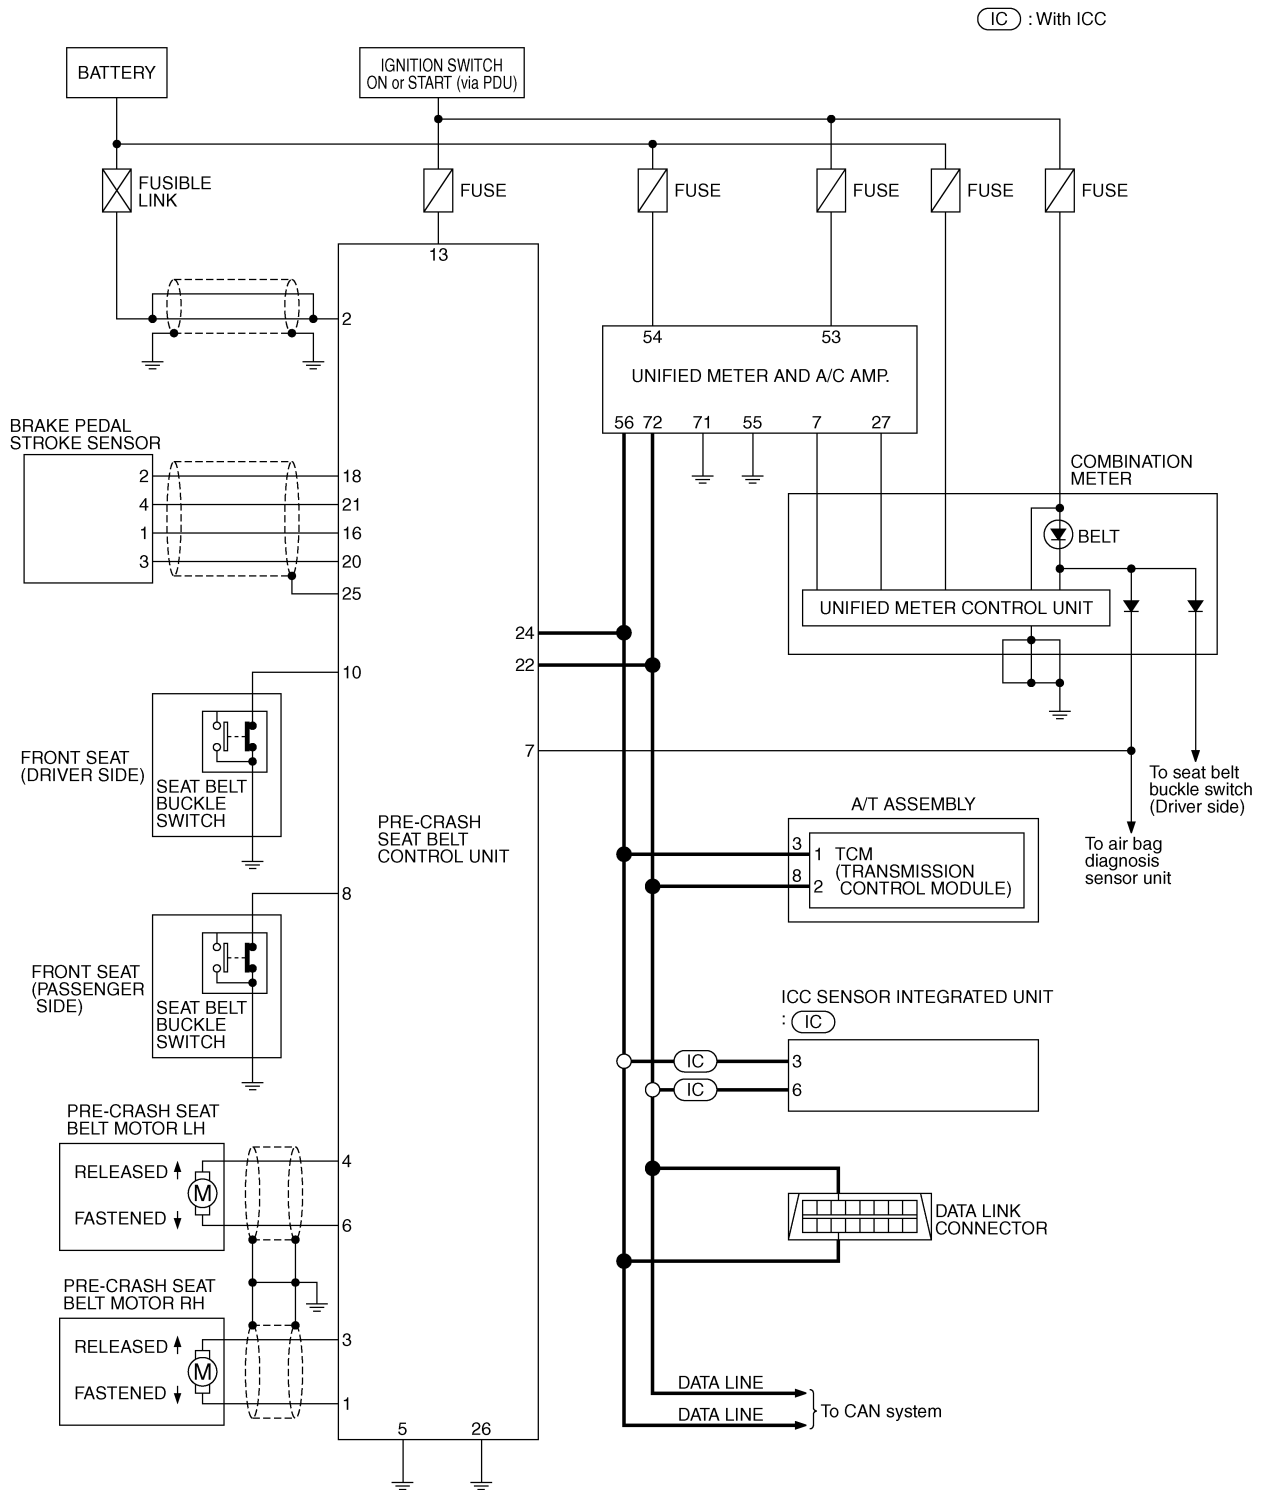 IC : With ICC
BATTERY
IGNITION SWITCH
ON or START (via PDU)
FUSIBLE
LINK
FUSE
FUSE
FUSE
FUSE
FUSE
13
2
54
53
UNIFIED METER AND A/C AMP.
56
72
71
55
7
27
BRAKE PEDAL
STROKE SENSOR
2
4
1
3
18
21
16
20
25
COMBINATION
METER
BELT
UNIFIED METER CONTROL UNIT
24
22
7
10
FRONT SEAT
(DRIVER SIDE)
SEAT BELT
BUCKLE
SWITCH
To seat belt
buckle switch
(Driver side)
To air bag
diagnosis
sensor unit
PRE-CRASH
SEAT BELT
CONTROL UNIT
A/T ASSEMBLY
3
8
1
2
TCM
(TRANSMISSION
CONTROL MODULE)
8
FRONT SEAT
(PASSENGER
SIDE)
SEAT BELT
BUCKLE
SWITCH
ICC SENSOR INTEGRATED UNIT
: IC
IC
3
IC
6
PRE-CRASH SEAT
BELT MOTOR LH
RELEASED
FASTENED
M
4
6
DATA LINK
CONNECTOR
PRE-CRASH SEAT
BELT MOTOR RH
RELEASED
FASTENED
M
3
1
DATA LINE
DATA LINE
To CAN system
5
26